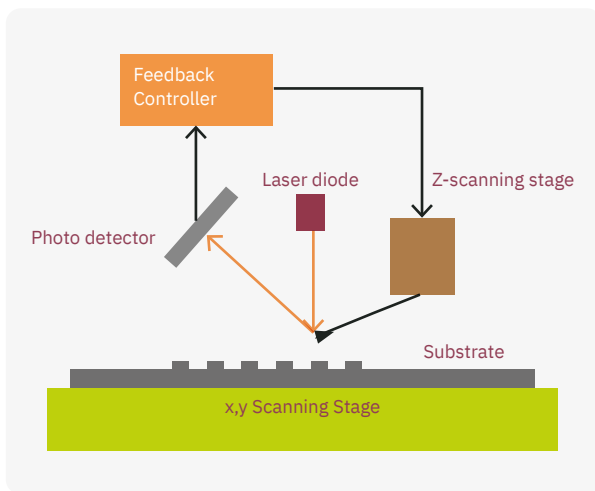 Feedback
Controller
Laser diode
Z-scanning stage
Photo detector
Substrate
x,y Scanning Stage